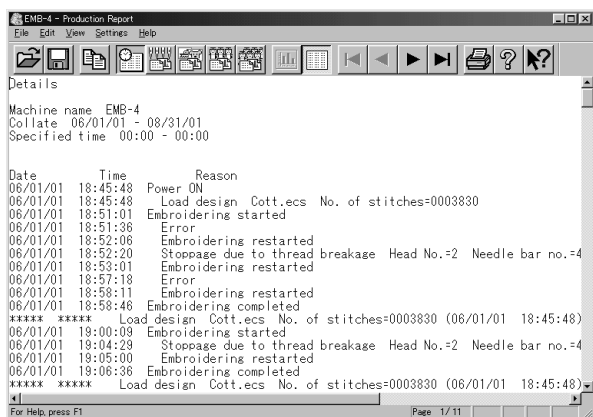 EMB-4 - Production Report
File Edit View Settings Help
Details
Machine name EMB-4
Collate 06/01/01 - 08/31/01
Specified time 00:00 - 00:00
Date Time Reason
06/01/01 18:45:48 Power ON
06/01/01 18:45:48 Load design Cott.ecs No. of stitches=0003830
06/01/01 18:51:01 Embroidering started
06/01/01 18:51:36 Error
06/01/01 18:52:06 Embroidering restarted
06/01/01 18:52:20 Stoppage due to thread breakage Head No.=2 Needle bar no.=4
06/01/01 18:53:01 Embroidering restarted
06/01/01 18:57:18 Error
06/01/01 18:58:11 Embroidering restarted
06/01/01 18:58:46 Embroidering completed
***** ***** Load design Cott.ecs No. of stitches=0003830 (06/01/01 18:45:48)
06/01/01 19:00:09 Embroidering started
06/01/01 19:04:29 Stoppage due to thread breakage Head No.=2 Needle bar no.=4
06/01/01 19:05:00 Embroidering restarted
06/01/01 19:06:36 Embroidering completed
***** ***** Load design Cott.ecs No. of stitches=0003830 (06/01/01 18:45:48)
For Help, press F1
Page 1/11